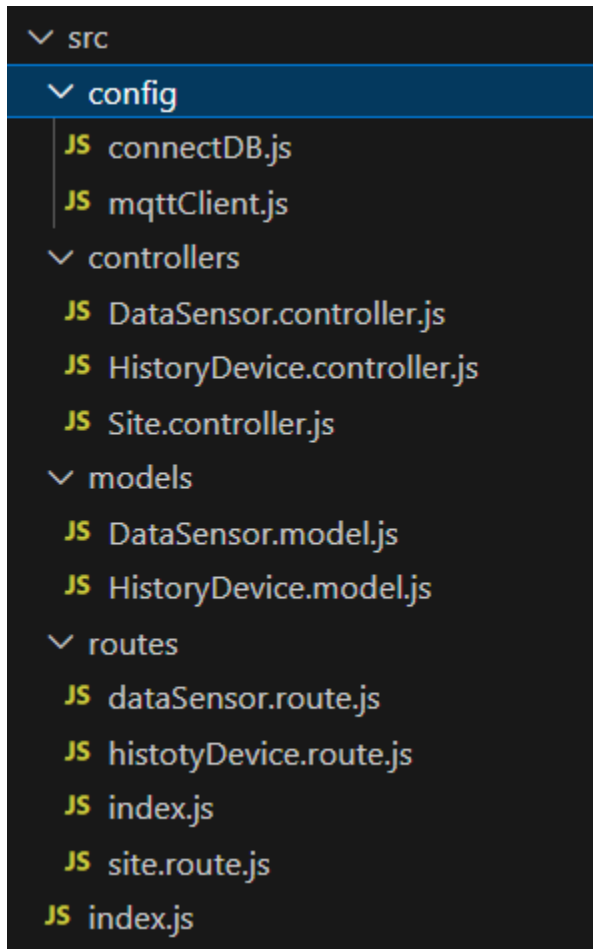 src
config
JS connectDB.js
JS mqttClient.js
controllers
JS DataSensor.controller.js
JS HistoryDevice.controller.js
JS Site.controller.js
models
JS DataSensor.model.js
JS HistoryDevice.model.js
routes
JS dataSensor.route.js
JS histotyDevice.route.js
JS index.js
JS site.route.js
JS index.js